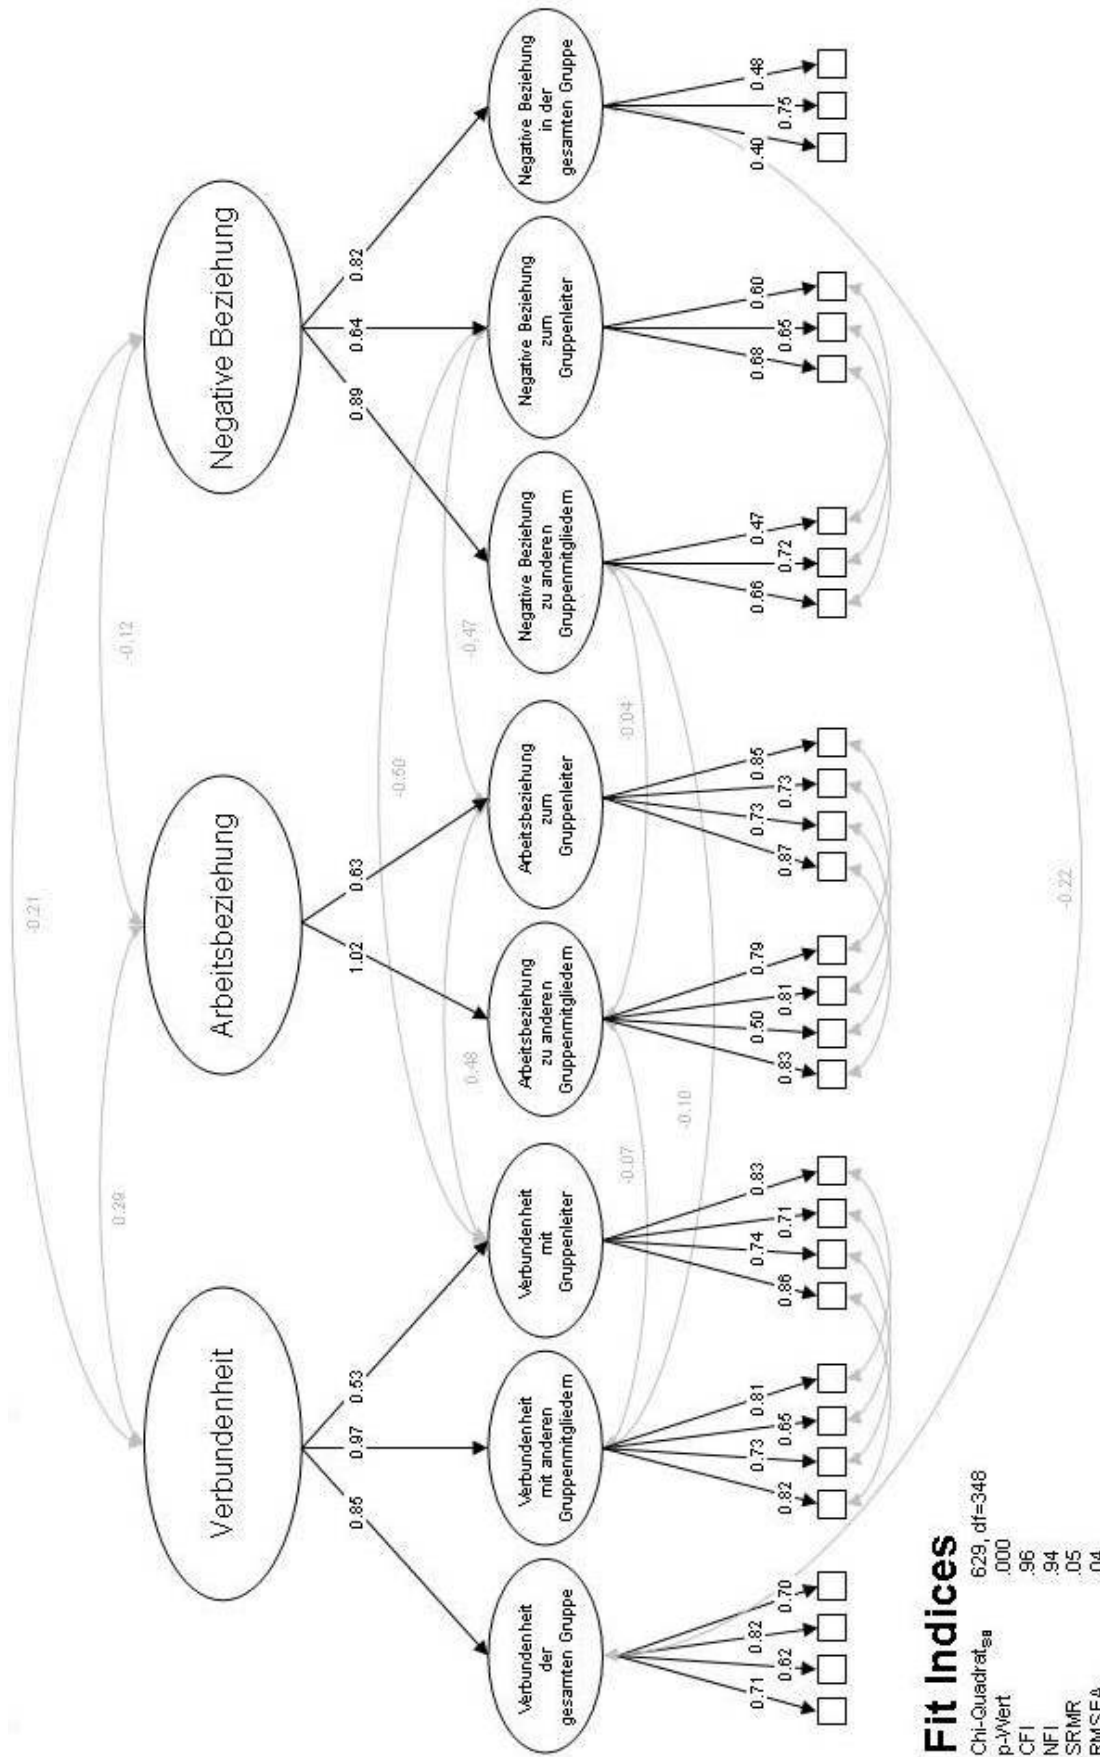 Verbundenheit
Arbeitsbeziehung
Negative Beziehung
-0.21
0.29
-0.12
0.85
0.97
0.53
1.02
0.63
0.89
0.64
0.82
-0.50
0.48
-0.47
Verbundenheit
der
gesamten Gruppe
Verbundenheit
mit anderen
Gruppenmitgliedern
Verbundenheit
mit
Gruppenleiter
Arbeitsbeziehung
zu anderen
Gruppenmitgliedern
Arbeitsbeziehung
zum
Gruppenleiter
Negative Beziehung
zu anderen
Gruppenmitgliedern
Negative Beziehung
zum
Gruppenleiter
Negative Beziehung
in der
gesamten Gruppe
-0.07
-0.10
-0.04
0.71
0.62
0.82
0.70
0.82
0.73
0.65
0.81
0.86
0.74
0.71
0.83
0.83
0.50
0.81
0.79
0.87
0.73
0.73
0.85
0.66
0.72
0.47
0.68
0.65
0.60
0.40
0.75
0.48
-0.22
Fit Indices
Chi-Quadrat SB 629, df=348
p-Wert .000
CFI .96
NFI .94
SRMR .05
RMSEA .04